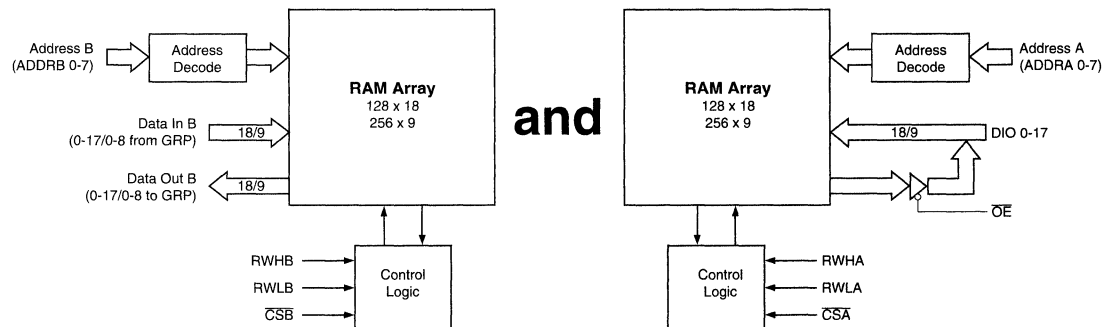 Address B
(ADDRB 0-7)
Address
Decode
RAM Array
128 x 18
256 x 9
Data In B
(0-17/0-8 from GRP)
18/9
Data Out B
(0-17/0-8 to GRP)
18/9
RWHB
RWLB
CSB
Control
Logic
and
RAM Array
128 x 18
256 x 9
Address
Decode
Address A
(ADDRA 0-7)
18/9
DIO 0-17
OE
Control
Logic
RWHA
RWLA
CSA